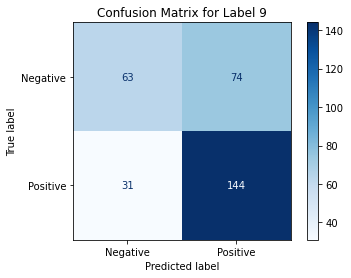 Confusion Matrix for Label 9
140
120
100
80
60
40
Negative
63
74
True label
Positive
31
144
Negative
Positive
Predicted label